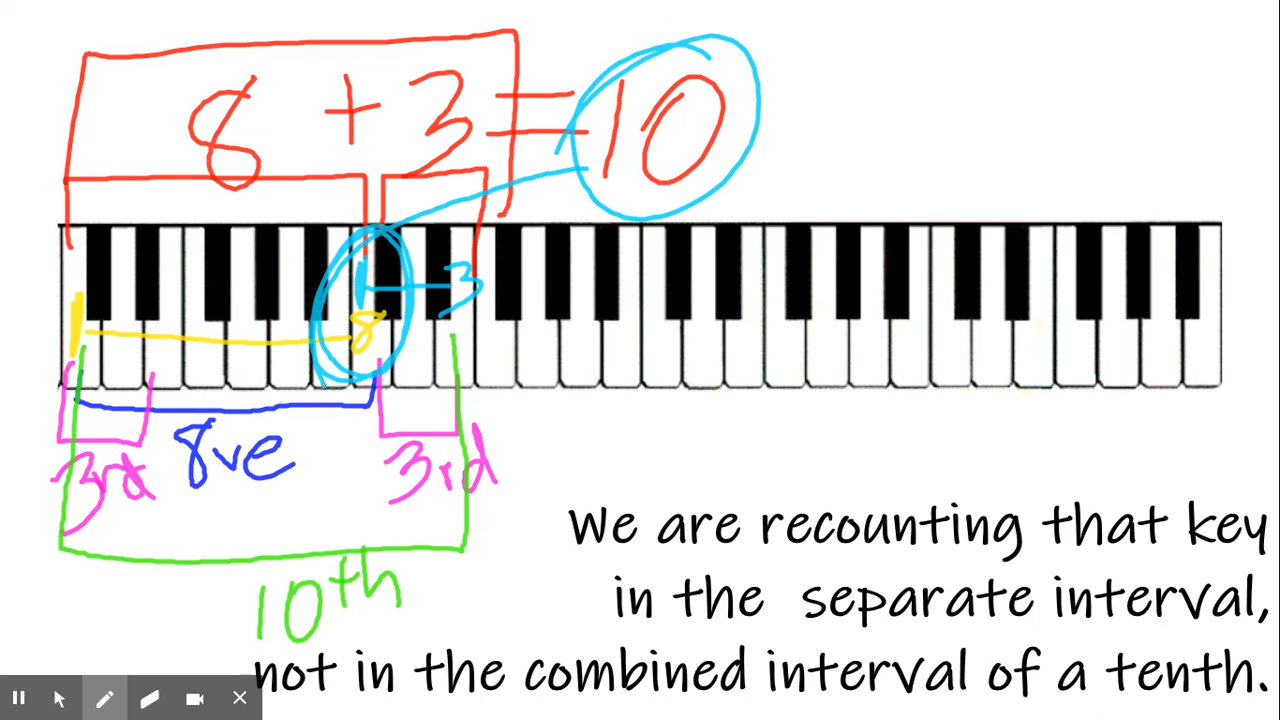 8 + 3 = 10
1 3
1 8
3rd 8ve 3rd
10th
We are recounting that key
in the separate interval,
not in the combined interval of a tenth.